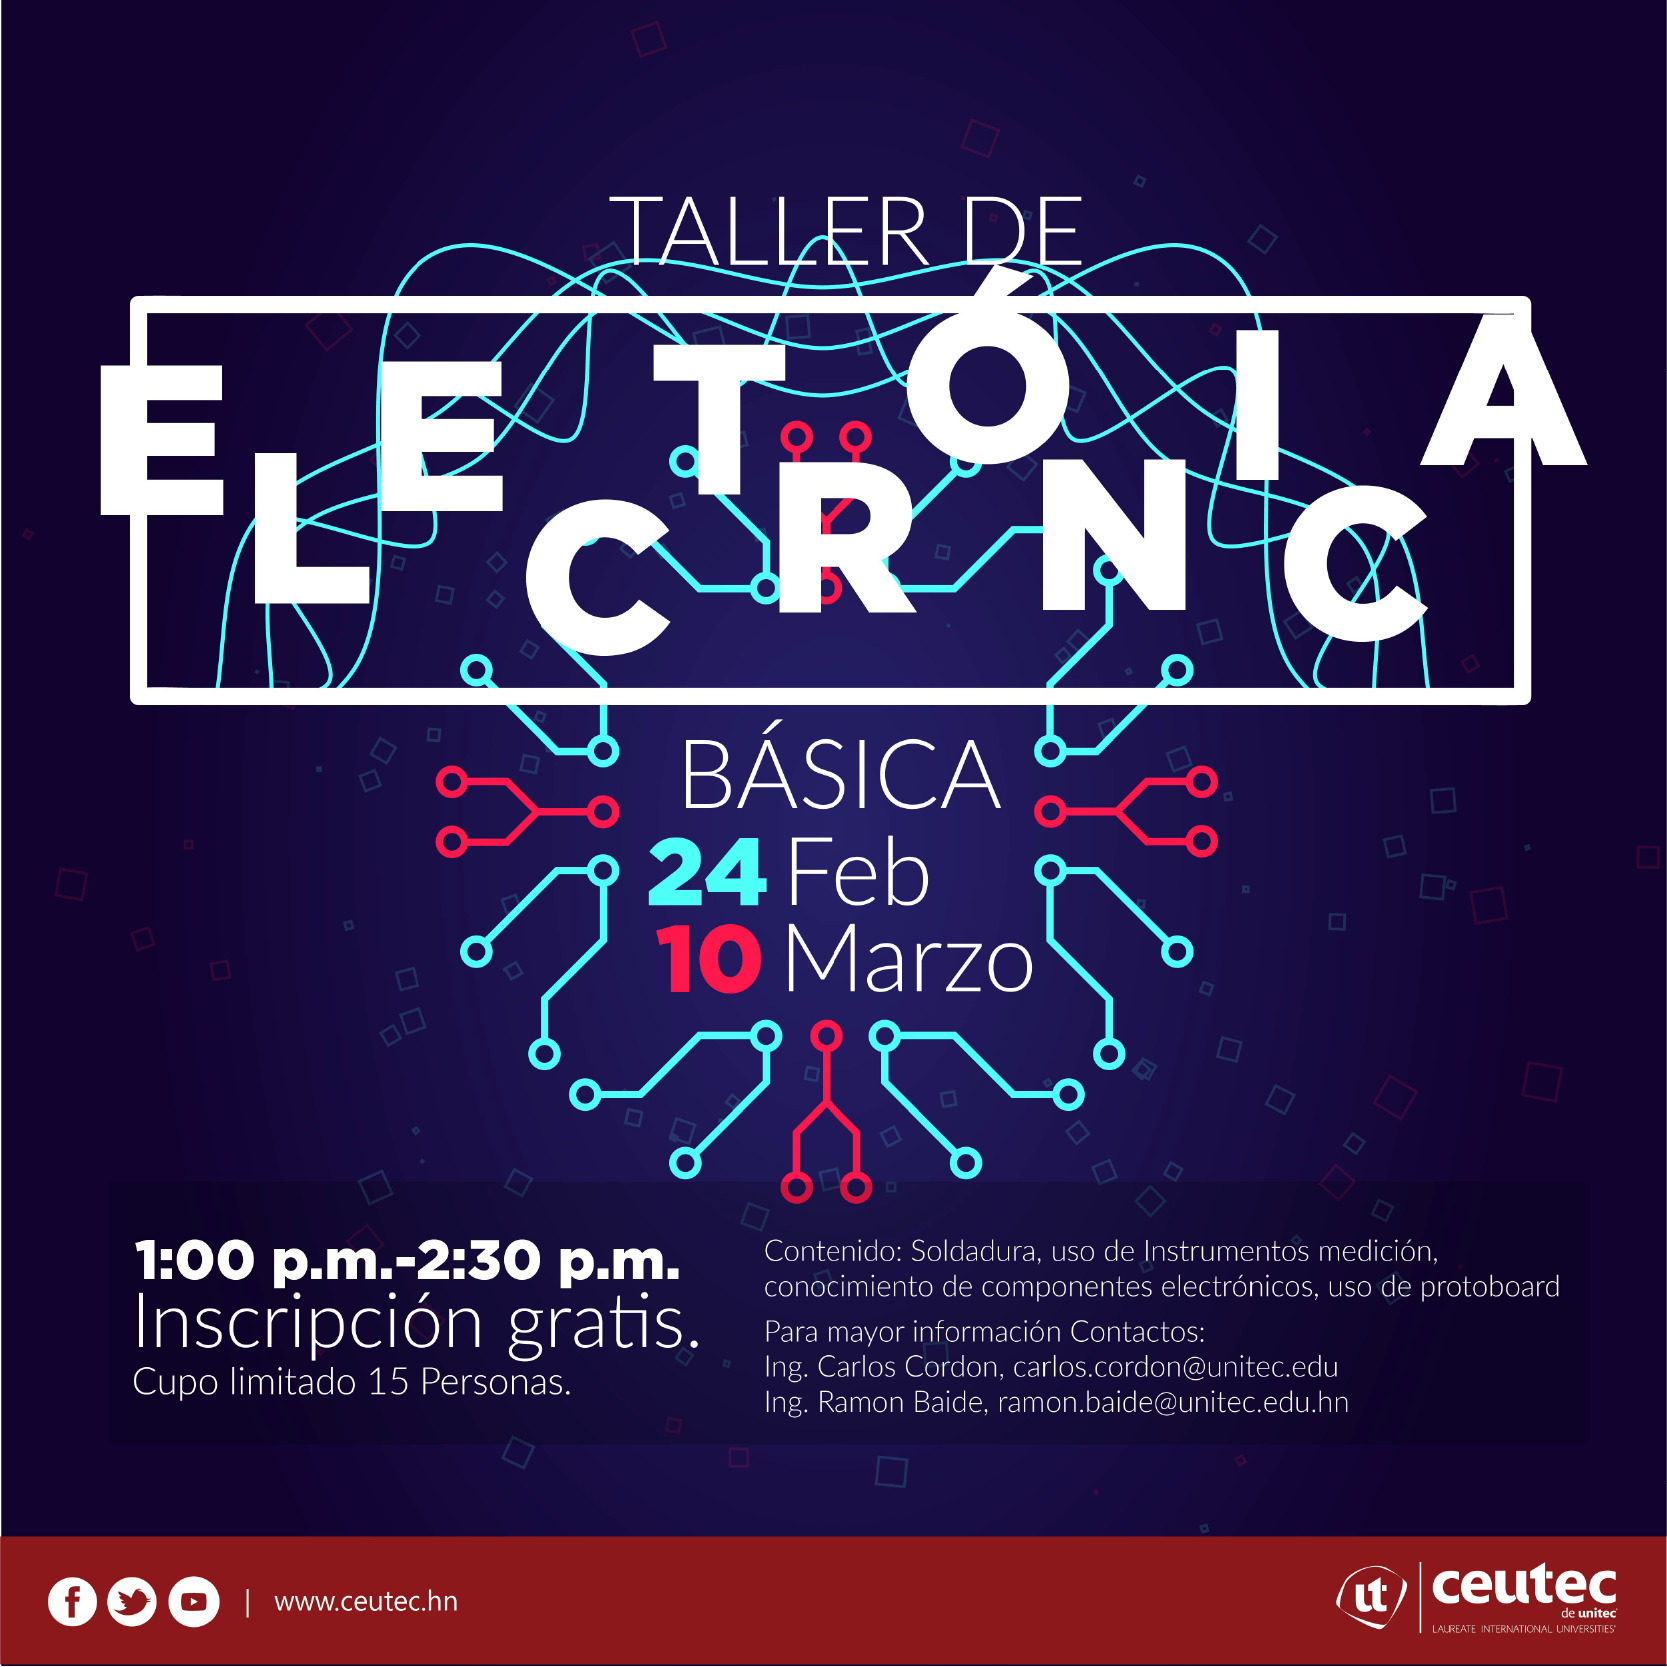 TALLER DE
ELECTRÓNICA
BÁSICA
24 Feb
10 Marzo
1:00 p.m.-2:30 p.m.
Inscripción gratis.
Cupo limitado 15 Personas.
Contenido: Soldadura, uso de Instrumentos medición,
conocimiento de componentes electrónicos, uso de protoboard
Para mayor información Contactos:
Ing. Carlos Cordon, carlos.cordon@unitec.edu
Ing. Ramon Baide, ramon.baide@unitec.edu.hn
www.ceutec.hn
ut ceutec
de unitec
LAUREATE INTERNATIONAL UNIVERSITIES